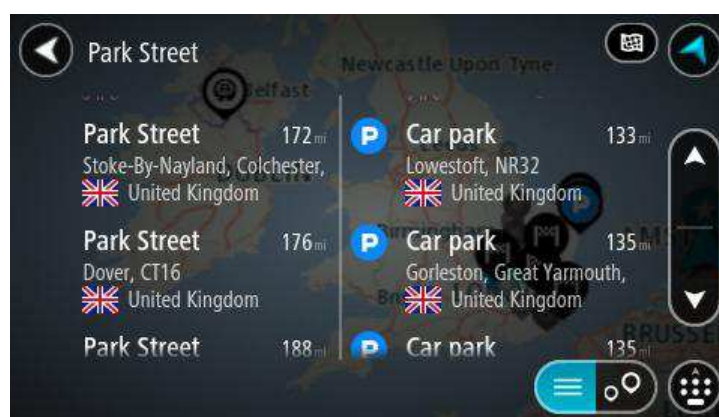 Park Street
Newcastle Upon Tyne
Belfast
Park Street 172 mi
Stoke-By-Nayland, Colchester,
United Kingdom
Park Street 176 mi
Dover, CT16
United Kingdom
Park Street 188 mi
P Car park 133 mi
Lowestoft, NR32
United Kingdom
P Car park 135 mi
Gorleston, Great Yarmouth,
United Kingdom
P Car park 135 mi